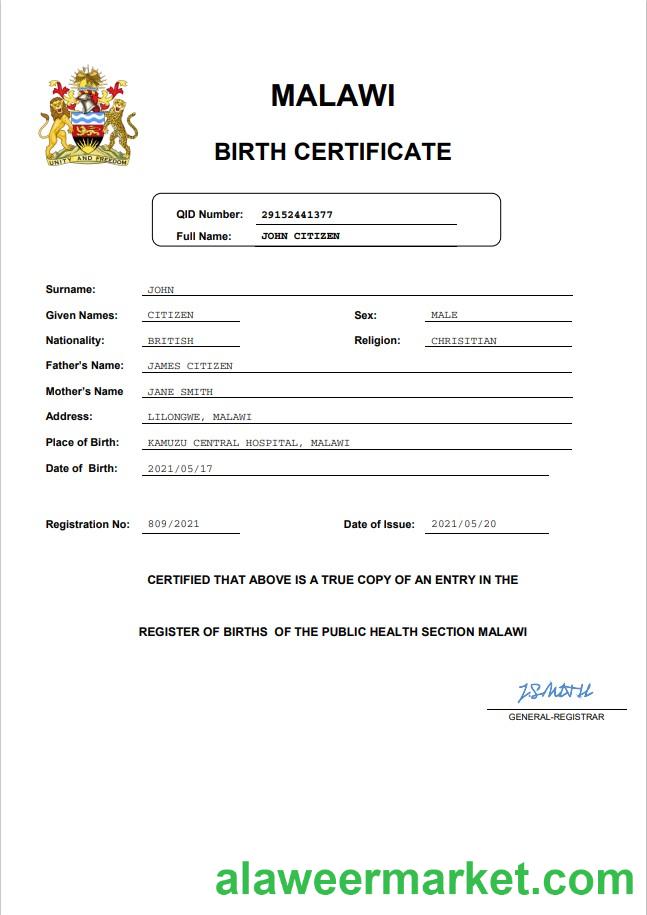 UNITY AND FREEDOM
MALAWI
BIRTH CERTIFICATE
QID Number: 29152441377
Full Name: JOHN CITIZEN
Surname: JOHN
Given Names: CITIZEN Sex: MALE
Nationality: BRITISH Religion: CHRISITIAN
Father's Name: JAMES CITIZEN
Mother's Name JANE SMITH
Address: LILONGWE, MALAWI
Place of Birth: KAMUZU CENTRAL HOSPITAL, MALAWI
Date of Birth: 2021/05/17
Registration No: 809/2021 Date of Issue: 2021/05/20
CERTIFIED THAT ABOVE IS A TRUE COPY OF AN ENTRY IN THE
REGISTER OF BIRTHS OF THE PUBLIC HEALTH SECTION MALAWI
J.SMITH
GENERAL-REGISTRAR
alaweermarket.com